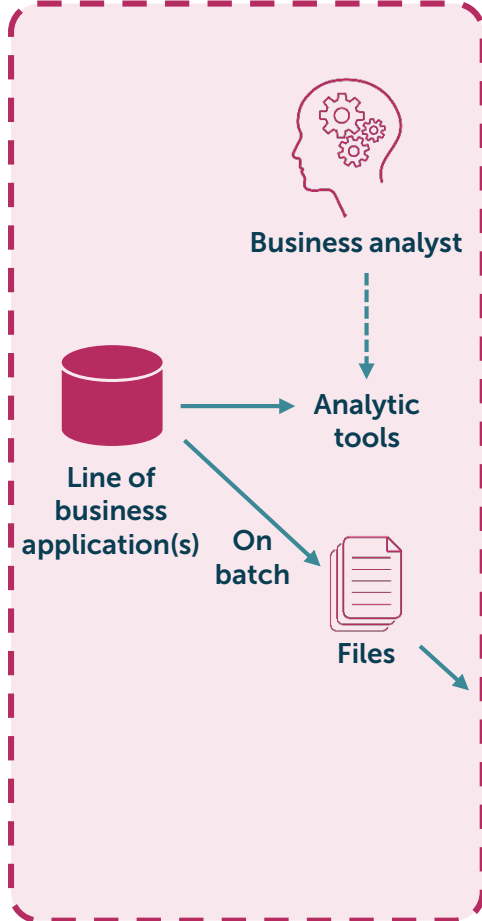 Business analyst
Analytic
tools
Line of
business
application(s)
On
batch
Files